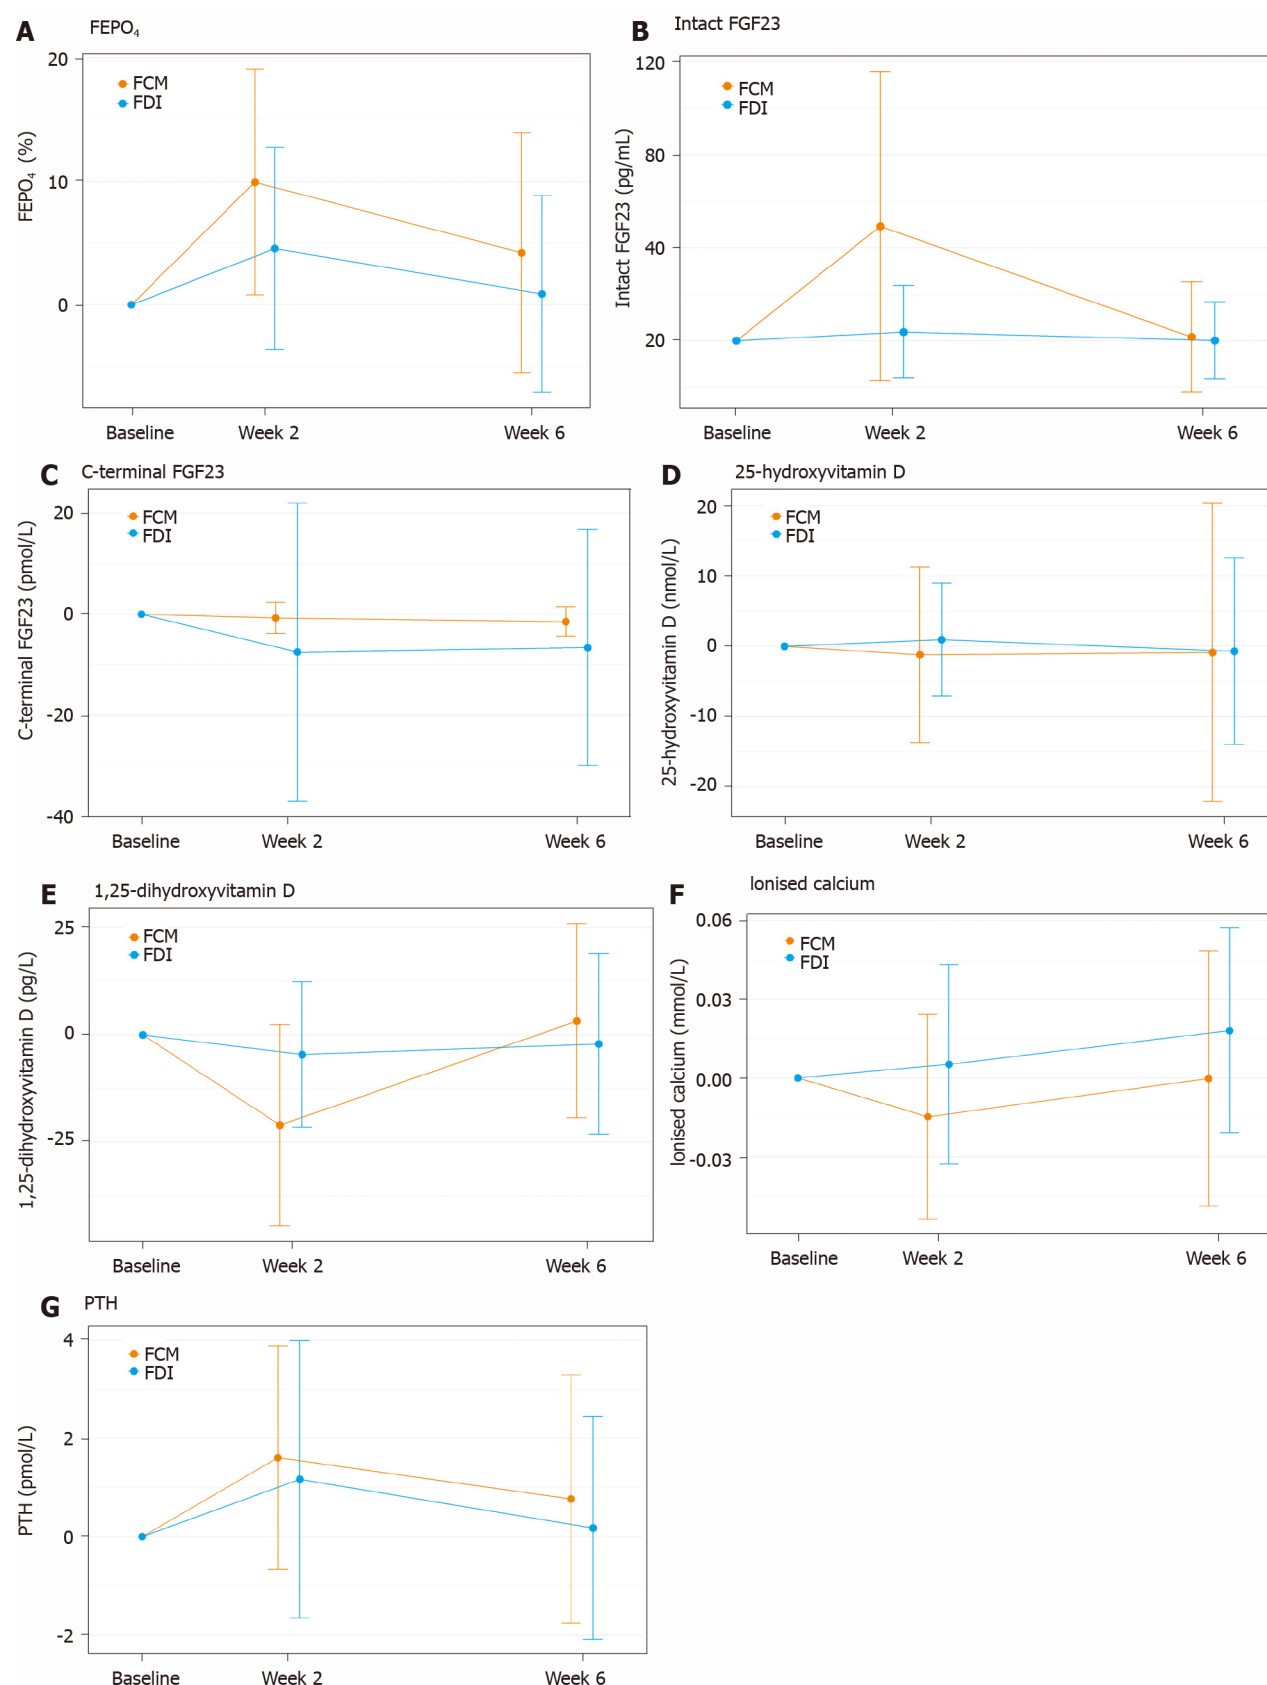 A FEPO₄
FEPO₄ (%)
20
10
0
FCM
FDI
Baseline Week 2 Week 6
B Intact FGF23
Intact FGF23 (pg/mL)
120
80
40
20
FCM
FDI
Baseline Week 2 Week 6
C C-terminal FGF23
C-terminal FGF23 (pmol/L)
20
0
-20
-40
FCM
FDI
Baseline Week 2 Week 6
D 25-hydroxyvitamin D
25-hydroxyvitamin D (nmol/L)
20
10
0
-10
-20
FCM
FDI
Baseline Week 2 Week 6
E 1,25-dihydroxyvitamin D
1,25-dihydroxyvitamin D (pg/L)
25
0
-25
FCM
FDI
Baseline Week 2 Week 6
F Ionised calcium
Ionised calcium (mmol/L)
0.06
0.03
0.00
-0.03
FCM
FDI
Baseline Week 2 Week 6
G PTH
PTH (pmol/L)
4
2
0
-2
FCM
FDI
Baseline Week 2 Week 6